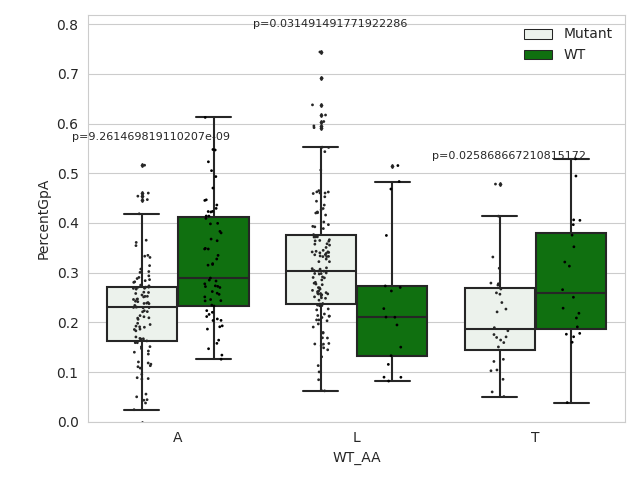 p=0.031491491771922286
p=9.261469819110207e-09
p=0.025868667210815172
Mutant
WT
0.8
0.7
0.6
0.5
0.4
0.3
0.2
0.1
0.0
PercentGpA
A
L
T
WT_AA